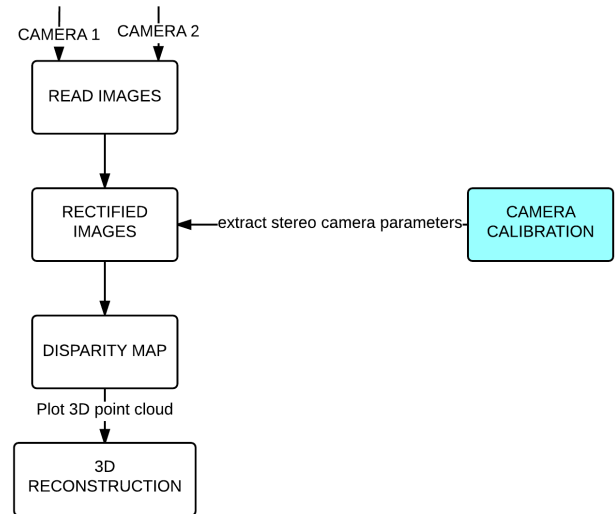 CAMERA 1
CAMERA 2
READ IMAGES
RECTIFIED
IMAGES
extract stereo camera parameters
CAMERA
CALIBRATION
DISPARITY MAP
Plot 3D point cloud
3D
RECONSTRUCTION